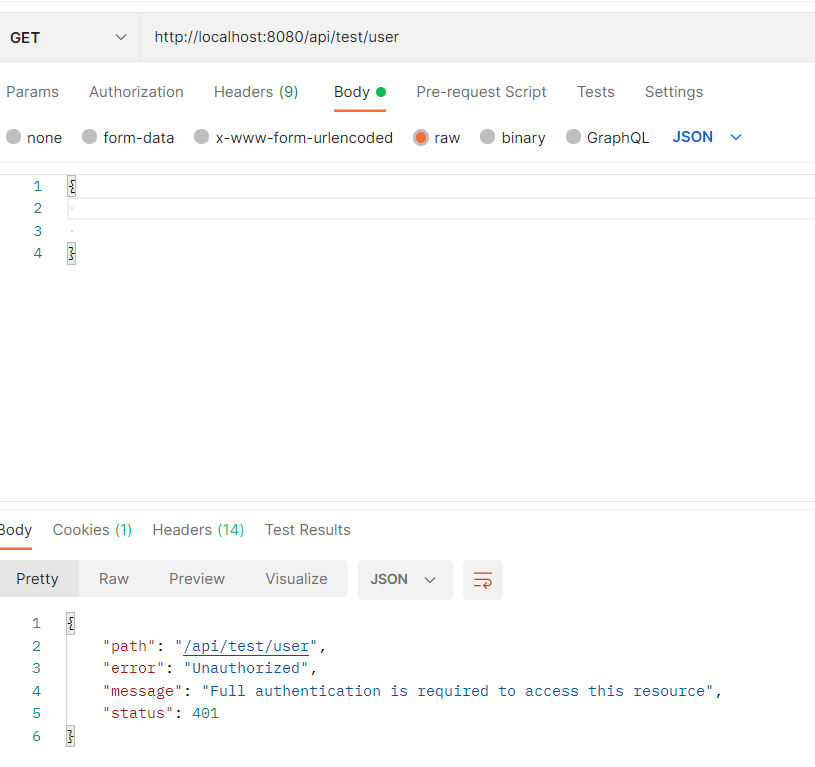 GET http://localhost:8080/api/test/user
Params Authorization Headers (9) Body Pre-request Script Tests Settings
none form-data x-www-form-urlencoded raw binary GraphQL JSON
1 {
2
3
4 }
Body Cookies (1) Headers (14) Test Results
Pretty Raw Preview Visualize JSON
1 {
2 "path": "/api/test/user",
3 "error": "Unauthorized",
4 "message": "Full authentication is required to access this resource",
5 "status": 401
6 }